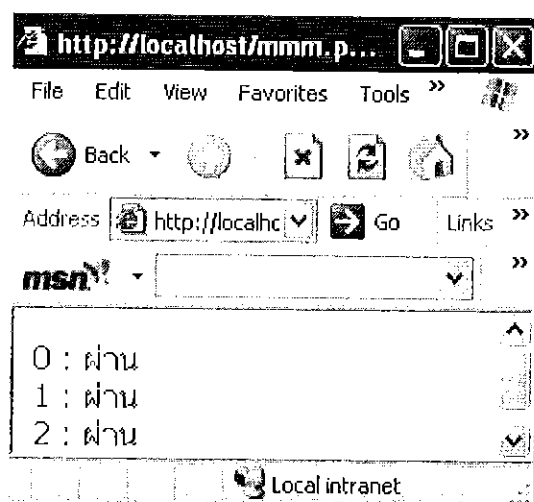 http://localhost/mmm.p...
File Edit View Favorites Tools »
Back »
Address http://localhc Go Links »
msn »
0 : ผ่าน
1 : ผ่าน
2 : ผ่าน
Local intranet